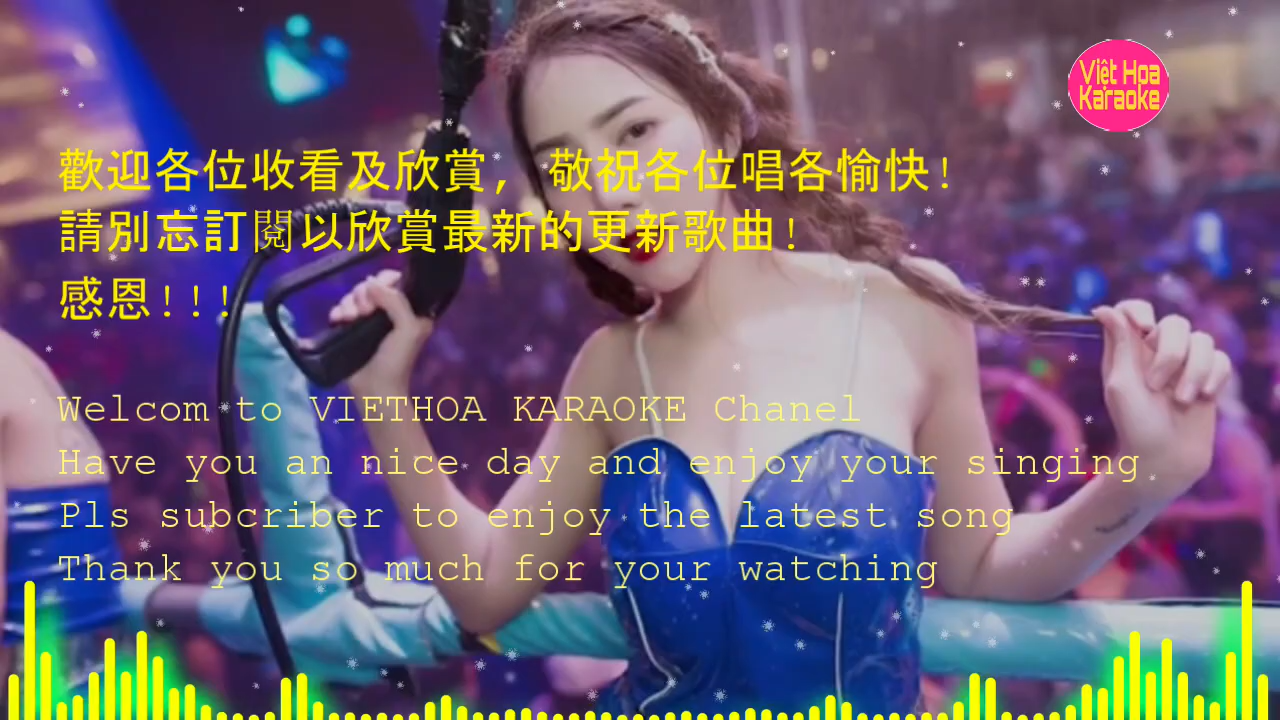 Việt Hoa
Karaoke
歡迎各位收看及欣賞, 敬祝各位唱各愉快!
請別忘訂閱以欣賞最新的更新歌曲!
感恩!!!
Welcom to VIETHOA KARAOKE Chanel
Have you an nice day and enjoy your singing
Pls subcriber to enjoy the latest song
Thank you so much for your watching